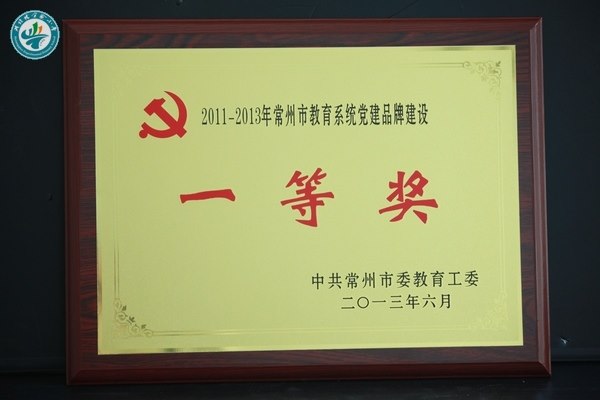 2011-2013年常州市教育系统党建品牌建设
一等奖
中共常州市委教育工委
二〇一三年六月